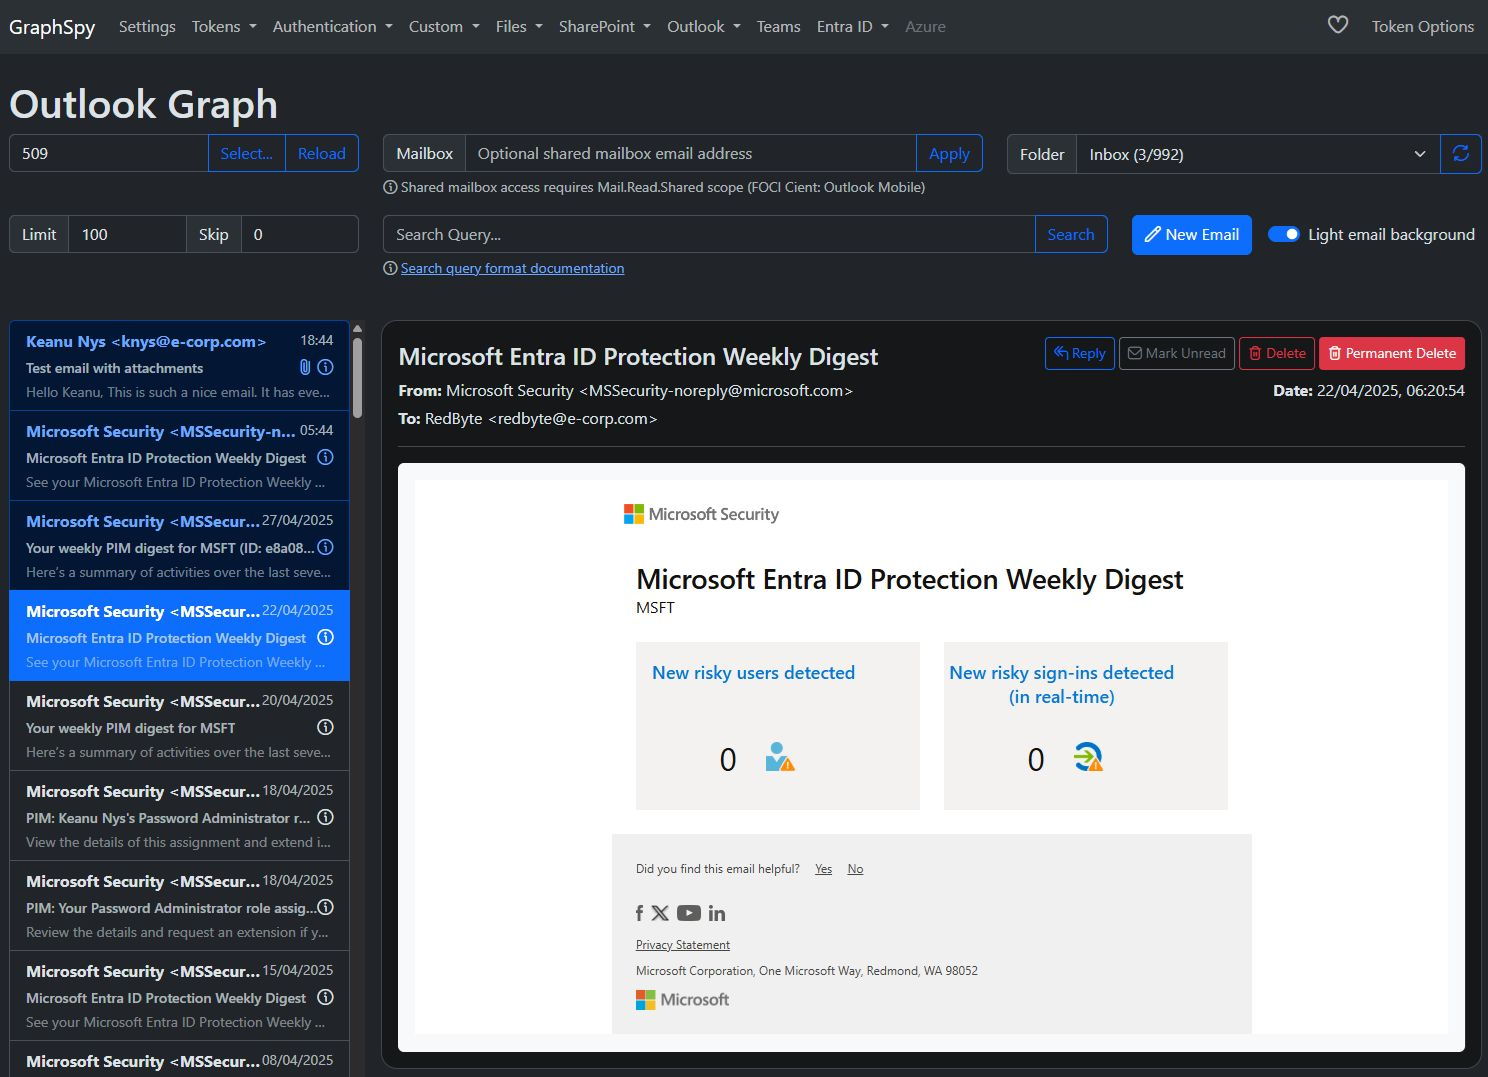 GraphSpy Settings Tokens Authentication Custom Files SharePoint Outlook Teams Entra ID Azure Token Options
Outlook Graph
509 Select... Reload
Mailbox Optional shared mailbox email address Apply
Folder Inbox (3/992)
Shared mailbox access requires Mail.Read.Shared scope (FOCI Cient: Outlook Mobile)
Limit 100 Skip 0
Search Query... Search
New Email
Light email background
Search query format documentation
Keanu Nys <knys@e-corp.com> 18:44
Test email with attachments
Hello Keanu, This is such a nice email. It has eve...
Microsoft Security <MSSecurity-n... 05:44
Microsoft Entra ID Protection Weekly Digest
See your Microsoft Entra ID Protection Weekly ...
Microsoft Security <MSSecur... 27/04/2025
Your weekly PIM digest for MSFT (ID: e8a08...
Here's a summary of activities over the last seve...
Microsoft Security <MSSecur... 22/04/2025
Microsoft Entra ID Protection Weekly Digest
See your Microsoft Entra ID Protection Weekly ...
Microsoft Security <MSSecur... 20/04/2025
Your weekly PIM digest for MSFT
Here's a summary of activities over the last seve...
Microsoft Security <MSSecur... 18/04/2025
PIM: Keanu Nys's Password Administrator r...
View the details of this assignment and extend i...
Microsoft Security <MSSecur... 18/04/2025
PIM: Your Password Administrator role assig...
Review the details and request an extension if y...
Microsoft Security <MSSecur... 15/04/2025
Microsoft Entra ID Protection Weekly Digest
See your Microsoft Entra ID Protection Weekly ...
Microsoft Security <MSSecur... 08/04/2025
Microsoft Entra ID Protection Weekly Digest
Reply Mark Unread Delete Permanent Delete
From: Microsoft Security <MSSecurity-noreply@microsoft.com>
Date: 22/04/2025, 06:20:54
To: RedByte <redbyte@e-corp.com>
Microsoft Security
Microsoft Entra ID Protection Weekly Digest
MSFT
New risky users detected
0
New risky sign-ins detected
(in real-time)
0
Did you find this email helpful? Yes No
Privacy Statement
Microsoft Corporation, One Microsoft Way, Redmond, WA 98052
Microsoft